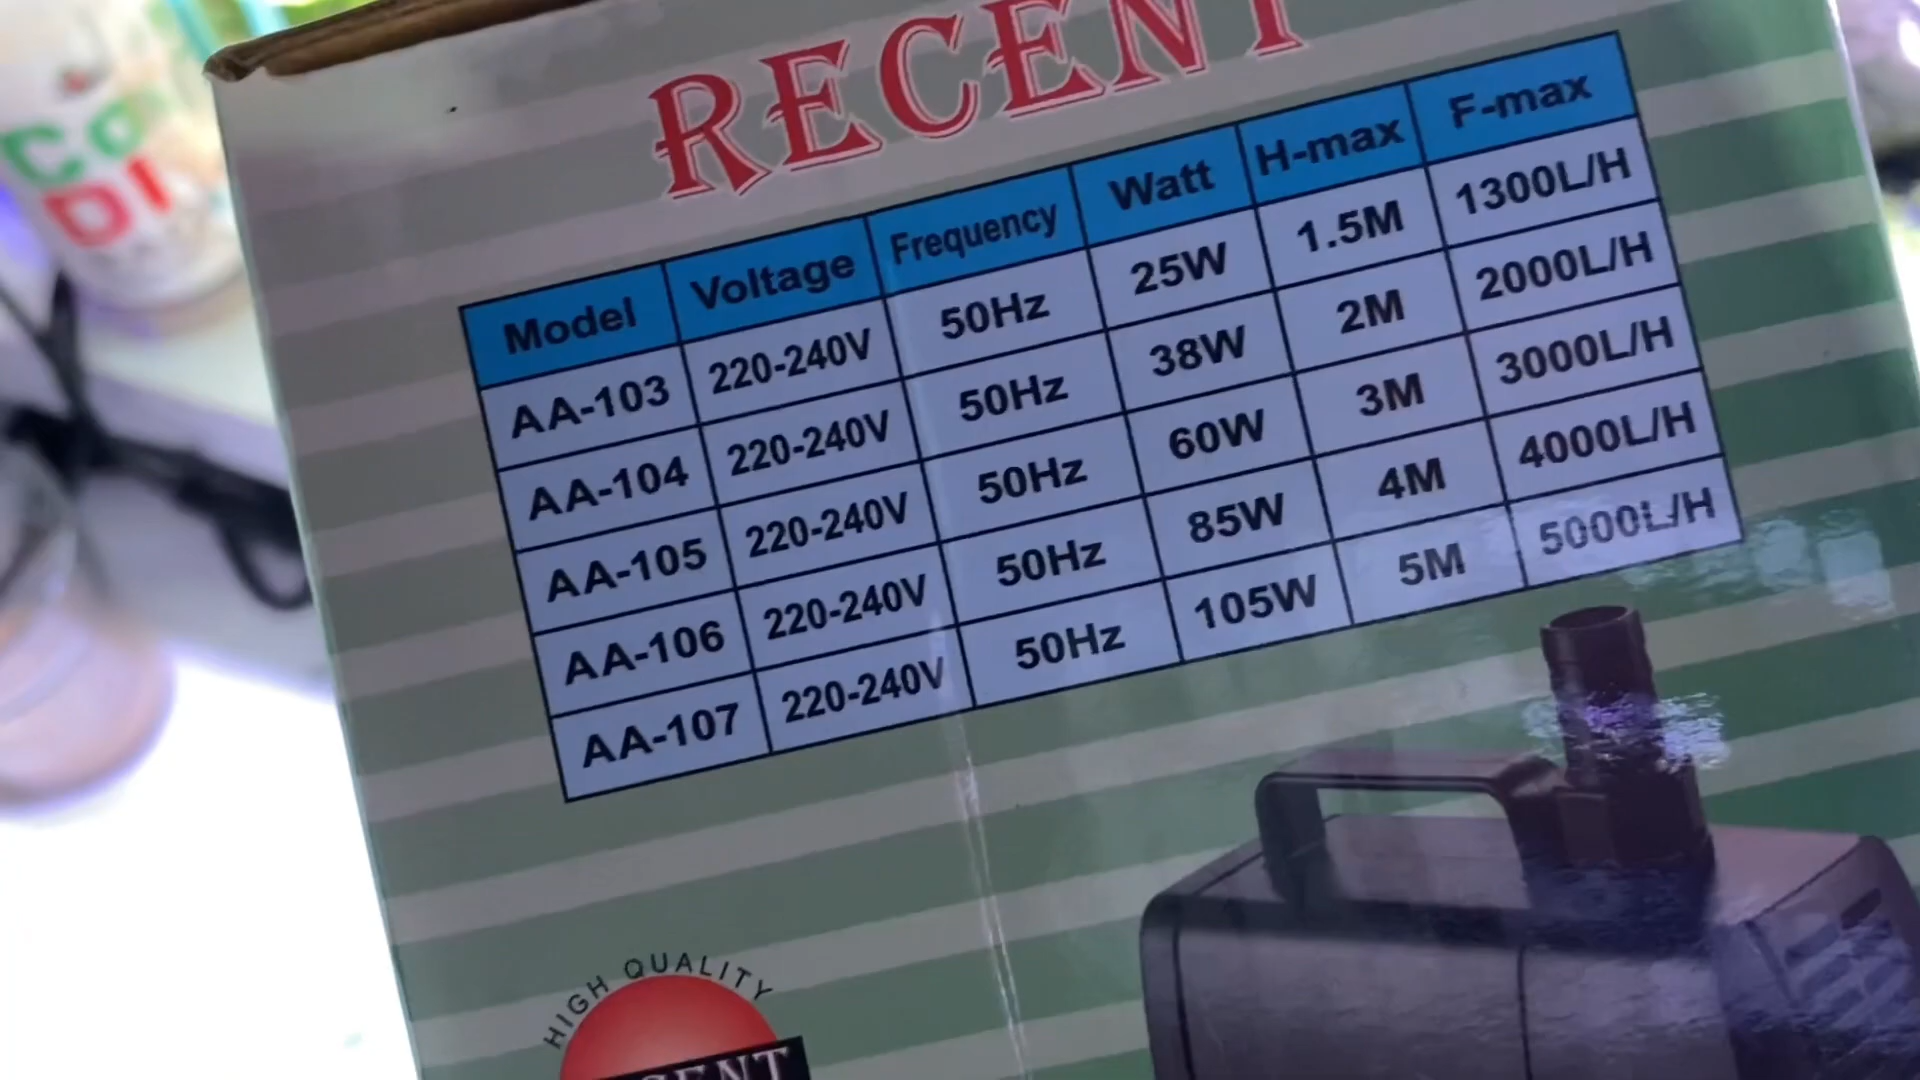 RECENT
Model Voltage Frequency Watt H-max F-max
AA-103 220-240V 50Hz 25W 1.5M 1300L/H
AA-104 220-240V 50Hz 38W 2M 2000L/H
AA-105 220-240V 50Hz 60W 3M 3000L/H
AA-106 220-240V 50Hz 85W 4M 4000L/H
AA-107 220-240V 50Hz 105W 5M 5000L/H
HIGH QUALITY
CO
DI